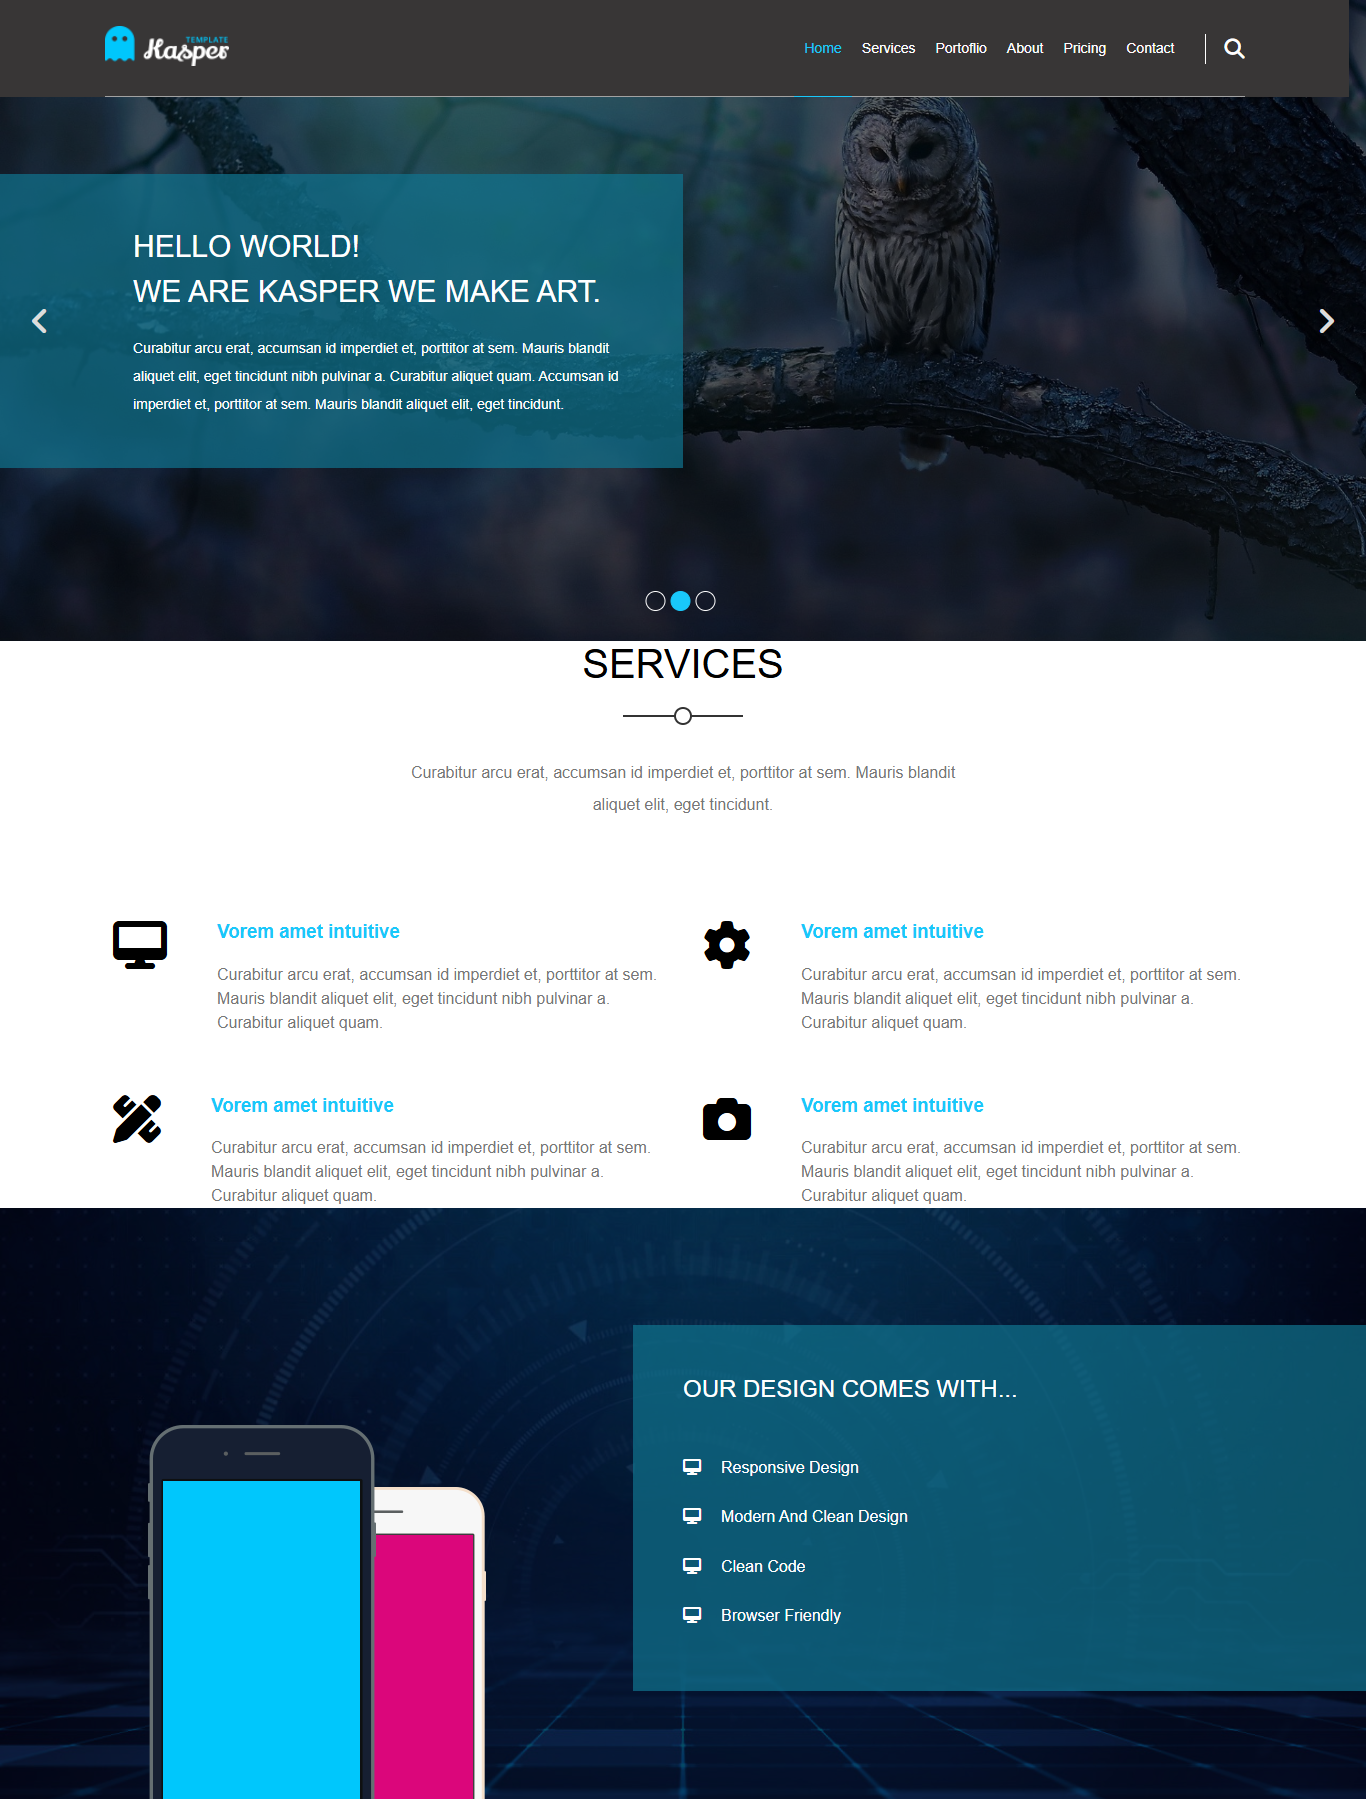 TEMPLATE
Kasper
Home Services Portoflio About Pricing Contact
HELLO WORLD!
WE ARE KASPER WE MAKE ART.
Curabitur arcu erat, accumsan id imperdiet et, porttitor at sem. Mauris blandit
aliquet elit, eget tincidunt nibh pulvinar a. Curabitur aliquet quam. Accumsan id
imperdiet et, porttitor at sem. Mauris blandit aliquet elit, eget tincidunt.
SERVICES
Curabitur arcu erat, accumsan id imperdiet et, porttitor at sem. Mauris blandit
aliquet elit, eget tincidunt.
Vorem amet intuitive
Curabitur arcu erat, accumsan id imperdiet et, porttitor at sem.
Mauris blandit aliquet elit, eget tincidunt nibh pulvinar a.
Curabitur aliquet quam.
Vorem amet intuitive
Curabitur arcu erat, accumsan id imperdiet et, porttitor at sem.
Mauris blandit aliquet elit, eget tincidunt nibh pulvinar a.
Curabitur aliquet quam.
Vorem amet intuitive
Curabitur arcu erat, accumsan id imperdiet et, porttitor at sem.
Mauris blandit aliquet elit, eget tincidunt nibh pulvinar a.
Curabitur aliquet quam.
Vorem amet intuitive
Curabitur arcu erat, accumsan id imperdiet et, porttitor at sem.
Mauris blandit aliquet elit, eget tincidunt nibh pulvinar a.
Curabitur aliquet quam.
OUR DESIGN COMES WITH...
Responsive Design
Modern And Clean Design
Clean Code
Browser Friendly